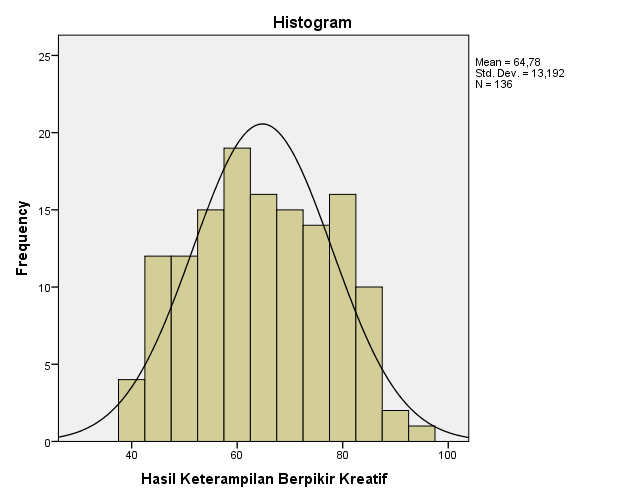 Histogram
25
20
15
10
5
0
Frequency
40
60
80
100
Hasil Keterampilan Berpikir Kreatif
Mean = 64,78
Std. Dev. = 13,192
N = 136